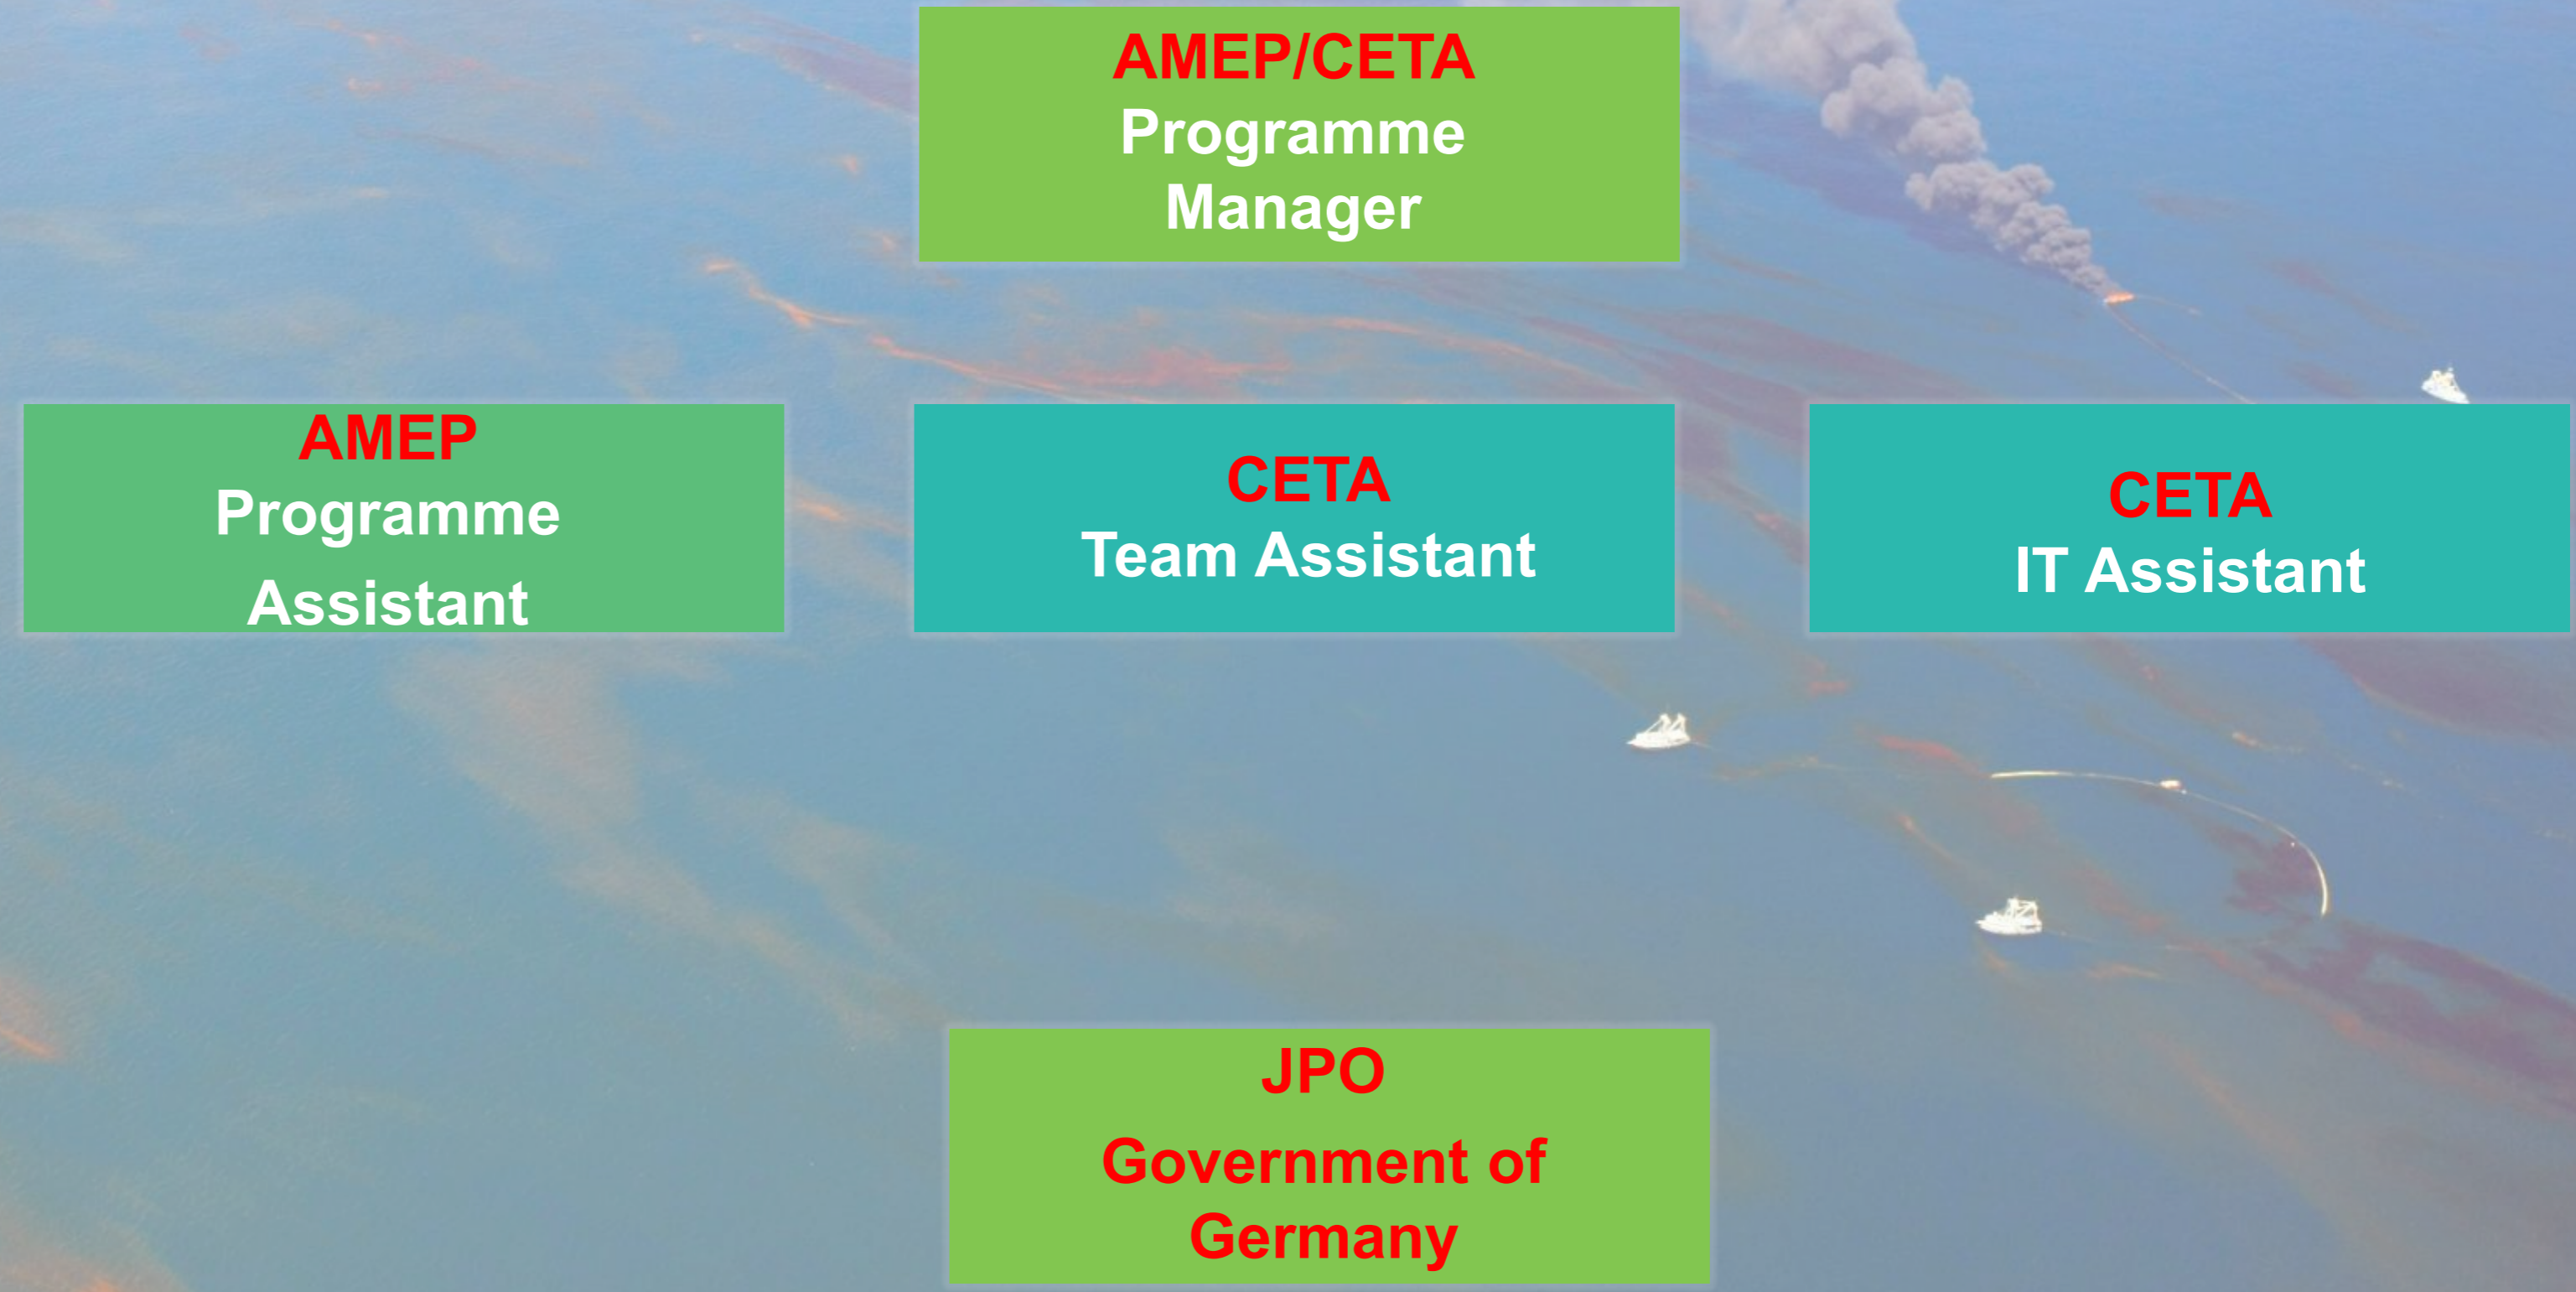 AMEP/CETA
Programme
Manager
AMEP
Programme
Assistant
CETA
Team Assistant
CETA
IT Assistant
JPO
Government of
Germany